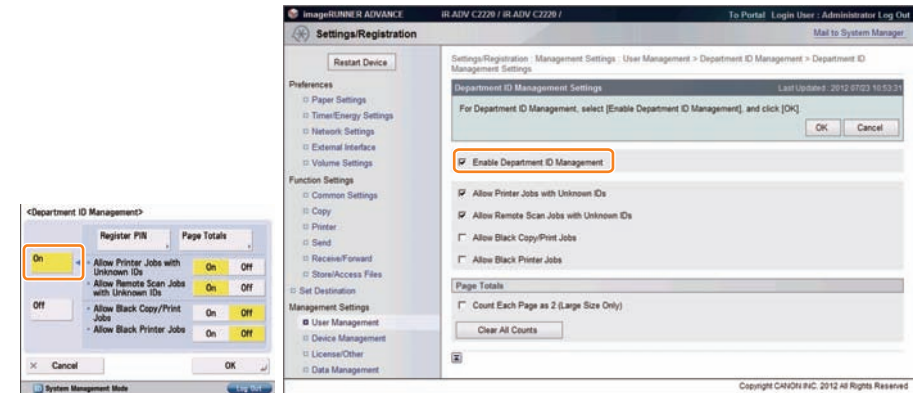 <Department ID Management>
Register PIN
Page Totals
On
Allow Printer Jobs with Unknown IDs
On Off
Allow Remote Scan Jobs with Unknown IDs
On Off
Off
Allow Black Copy/Print Jobs
On Off
Allow Black Printer Jobs
On Off
× Cancel
OK
System Management Mode
Log Out
imageRUNNER ADVANCE
iR-ADV C2220 / iR-ADV C2220 /
To Portal Login User : Administrator Log Out
Settings/Registration
Mail to System Manager
Restart Device
Preferences
Paper Settings
Timer/Energy Settings
Network Settings
External Interface
Volume Settings
Function Settings
Common Settings
Copy
Printer
Send
Receive/Forward
Store/Access Files
Set Destination
Management Settings
User Management
Device Management
License/Other
Data Management
Settings/Registration : Management Settings : User Management > Department ID Management > Department ID
Management Settings
Department ID Management Settings
Last Updated : 2012 07/23 10:53:31
For Department ID Management, select [Enable Department ID Management], and click [OK].
OK Cancel
Enable Department ID Management
Allow Printer Jobs with Unknown IDs
Allow Remote Scan Jobs with Unknown IDs
Allow Black Copy/Print Jobs
Allow Black Printer Jobs
Page Totals
Count Each Page as 2 (Large Size Only)
Clear All Counts
Copyright CANON INC. 2012 All Rights Reserved